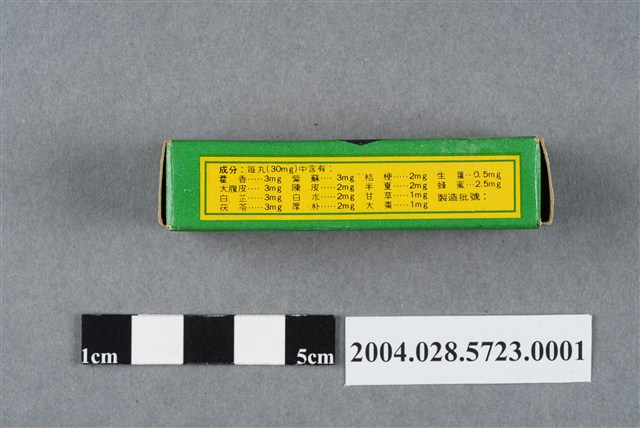 成分：每丸(30mg)中含有：
藿香····3mg 紫蘇····3mg 桔梗····2mg 生薑··0.5mg
大腹皮···3mg 陳皮····2mg 半夏····2mg 蜂蜜··2.5mg
白芷····3mg 白朮····2mg 甘草····1mg 製造批號：
茯苓····3mg 厚朴····2mg 大棗····1mg
1cm 5cm
2004.028.5723.0001